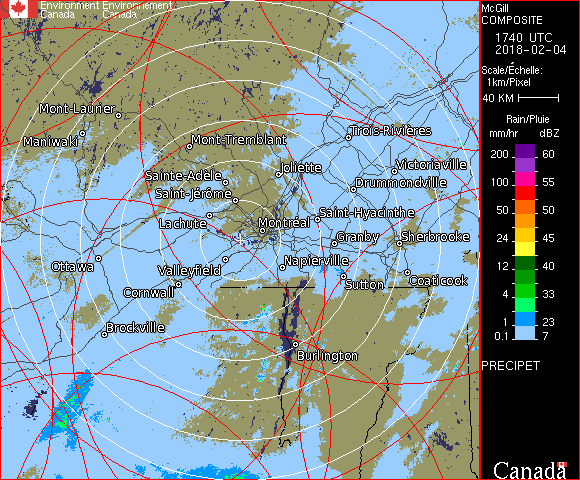 Environment Environnement
Canada Canada
McGill
COMPOSITE
1740 UTC
2018-02-04
Scale/Échelle:
1km/Pixel
40 KM
Rain/Pluie
mm/hr dBZ
200 60
100 55
50 50
24 45
12 40
4 33
1 23
0.1 7
PRECIPET
Canada
Mont-Laurier
Maniwaki
Mont-Tremblant
Trois-Rivières
Joliette
Victoriaville
Sainte-Adèle
Drummondville
Saint-Jérôme
Saint-Hyacinthe
Lachute
Montréal
Granby
Sherbrooke
Ottawa
Valleyfield
Napierville
Sutton
Coaticook
Cornwall
Brockville
Burlington